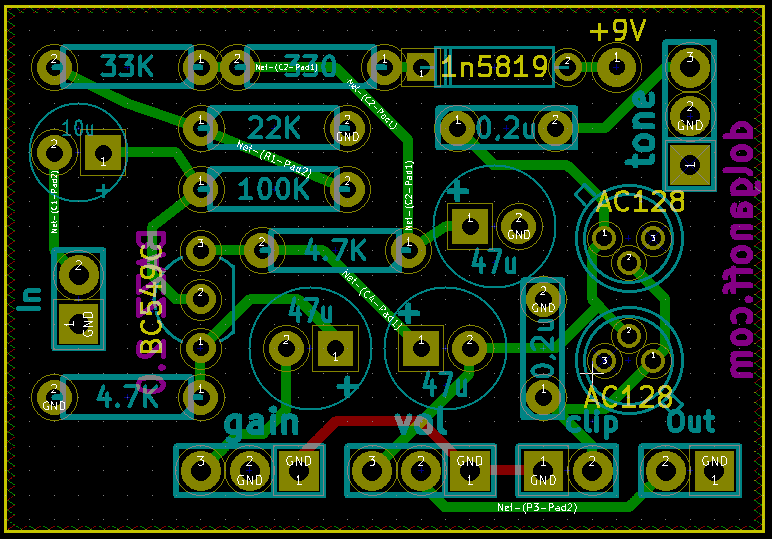 +9V
33K
330
1n5819
Net-(C2-Pad1)
Net-(C2-Pad1)
10u
22K
0.2u
tone
GND
GND
Net-(R1-Pad2)
Net-(C2-Pad1)
100K
AC128
qolganoff.com
Net-(C1-Pad2)
4.7K
47u
GND
BC549C
In
GND
Net-(C4-Pad1)
47u
47u
0.2u
GND
AC128
4.7K
GND
gain
vol
clip
Out
GND
GND
GND
GND
GND
Net-(P3-Pad2)